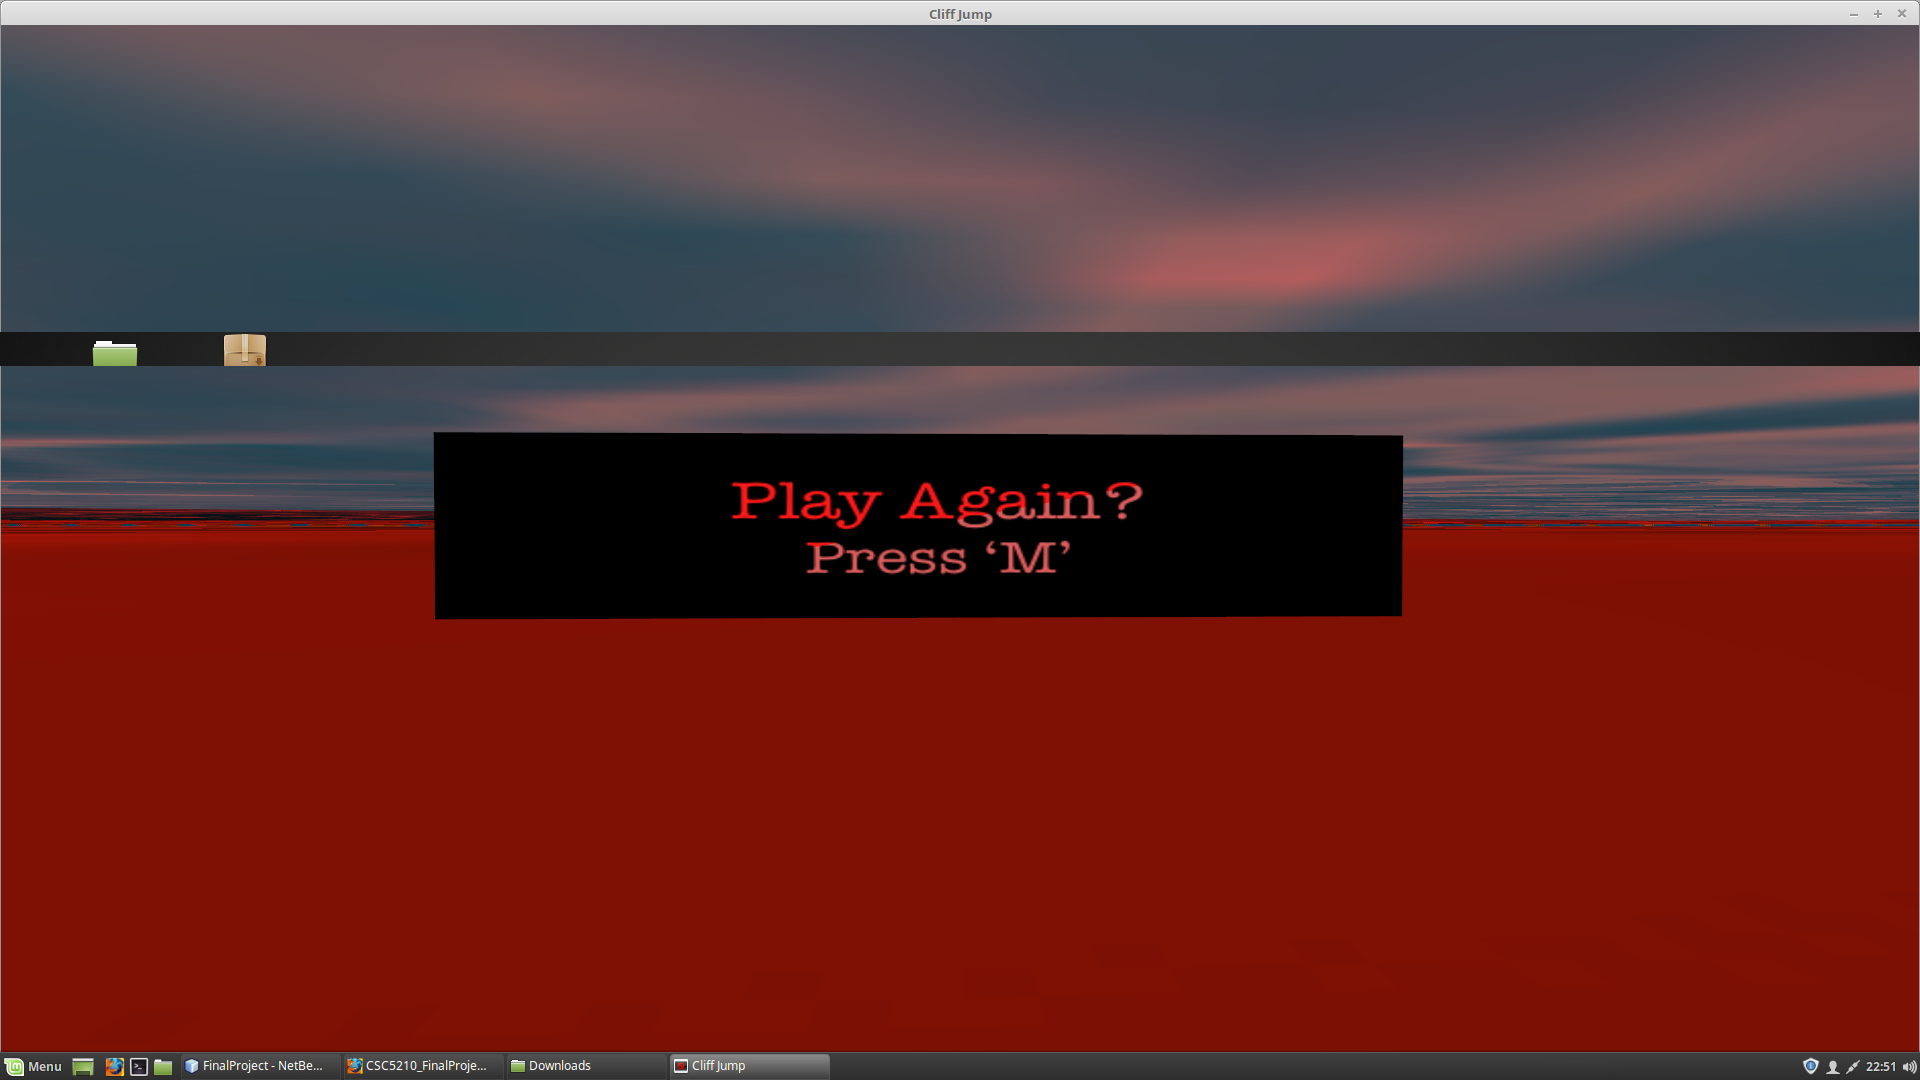 Cliff Jump
Play Again?
Press ‘M’
Menu
FinalProject - NetBe...
CSC5210_FinalProje...
Downloads
Cliff Jump
22:51